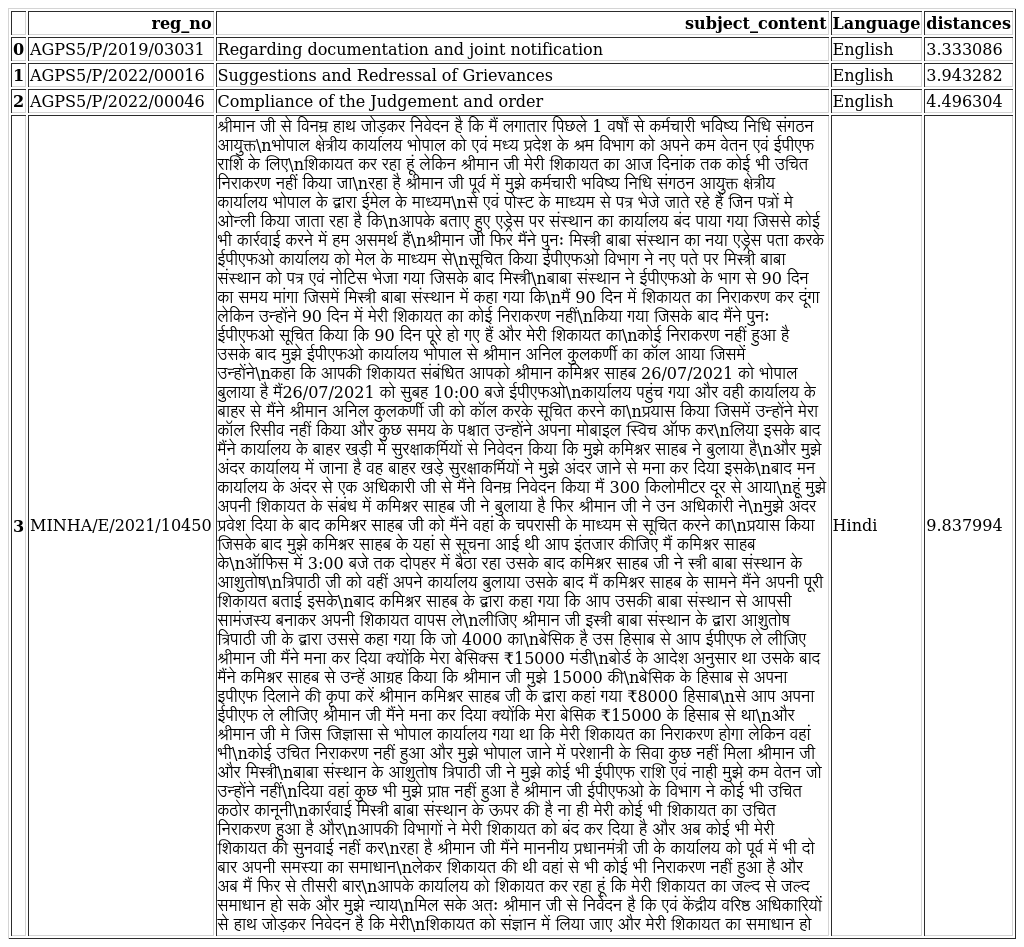 reg_no subject_content Language distances
0 AGPS5/P/2019/03031 Regarding documentation and joint notification English 3.333086
1 AGPS5/P/2022/00016 Suggestions and Redressal of Grievances English 3.943282
2 AGPS5/P/2022/00046 Compliance of the Judgement and order English 4.496304
3 MINHA/E/2021/10450
श्रीमान जी से विनम्र हाथ जोड़कर निवेदन है कि मैं लगातार पिछले 1 वर्षों से कर्मचारी भविष्य निधि संगठन
आयुक्त\nभोपाल क्षेत्रीय कार्यालय भोपाल को एवं मध्य प्रदेश के श्रम विभाग को अपने कम वेतन एवं ईपीएफ
राशि के लिए\nशिकायत कर रहा हूं लेकिन श्रीमान जी मेरी शिकायत का आज दिनांक तक कोई भी उचित
निराकरण नहीं किया जा\nरहा है श्रीमान जी पूर्व में मुझे कर्मचारी भविष्य निधि संगठन आयुक्त क्षेत्रीय
कार्यालय भोपाल के द्वारा ईमेल के माध्यम\nसे एवं पोस्ट के माध्यम से पत्र भेजे जाते रहे हैं जिन पत्रों मे
ओन्ली किया जाता रहा है कि\nआपके बताए हुए एड्रेस पर संस्थान का कार्यालय बंद पाया गया जिससे कोई
भी कार्रवाई करने में हम असमर्थ हैं\nश्रीमान जी फिर मैंने पुन: मिस्त्री बाबा संस्थान का नया एड्रेस पता करके
ईपीएफओ कार्यालय को मेल के माध्यम से\nसूचित किया ईपीएफओ विभाग ने नए पते पर मिस्त्री बाबा
संस्थान को पत्र एवं नोटिस भेजा गया जिसके बाद मिस्त्री\nबाबा संस्थान ने ईपीएफओ के भाग से 90 दिन
का समय मांगा जिसमें मिस्त्री बाबा संस्थान में कहा गया कि\nमैं 90 दिन में शिकायत का निराकरण कर दूंगा
लेकिन उन्होंने 90 दिन में मेरी शिकायत का कोई निराकरण नहीं\nकिया गया जिसके बाद मैंने पुन:
ईपीएफओ सूचित किया कि 90 दिन पूरे हो गए हैं और मेरी शिकायत का\nकोई निराकरण नहीं हुआ है
उसके बाद मुझे ईपीएफओ कार्यालय भोपाल से श्रीमान अनिल कुलकर्णी का कॉल आया जिसमें
उन्होंने\nकहा कि आपकी शिकायत संबंधित आपको श्रीमान कमिश्नर साहब 26/07/2021 को भोपाल
बुलाया है मैं26/07/2021 को सुबह 10:00 बजे ईपीएफओ\nकार्यालय पहुंच गया और वही कार्यालय के
बाहर से मैंने श्रीमान अनिल कुलकर्णी जी को कॉल करके सूचित करने का\nप्रयास किया जिसमें उन्होंने मेरा
कॉल रिसीव नहीं किया और कुछ समय के पश्चात उन्होंने अपना मोबाइल स्विच ऑफ कर\nलिया इसके बाद
मैंने कार्यालय के बाहर खड़ी में सुरक्षाकर्मियों से निवेदन किया कि मुझे कमिश्नर साहब ने बुलाया है\nऔर मुझे
अंदर कार्यालय में जाना है वह बाहर खड़े सुरक्षाकर्मियों ने मुझे अंदर जाने से मना कर दिया इसके\nबाद मन
कार्यालय के अंदर से एक अधिकारी जी से मैंने विनम्र निवेदन किया मैं 300 किलोमीटर दूर से आया\nहूं मुझे
अपनी शिकायत के संबंध में कमिश्नर साहब जी ने बुलाया है फिर श्रीमान जी ने उन अधिकारी ने\nमुझे अंदर
प्रवेश दिया के बाद कमिश्नर साहब जी को मैंने वहां के चपरासी के माध्यम से सूचित करने का\nप्रयास किया
जिसके बाद मुझे कमिश्नर साहब के यहां से सूचना आई थी आप इंतजार कीजिए मैं कमिश्नर साहब
के\nऑफिस में 3:00 बजे तक दोपहर में बैठा रहा उसके बाद कमिश्नर साहब जी ने स्त्री बाबा संस्थान के
आशुतोष\nत्रिपाठी जी को वहीं अपने कार्यालय बुलाया उसके बाद मैं कमिश्नर साहब के सामने मैंने अपनी पूरी
शिकायत बताई इसके\nबाद कमिश्नर साहब के द्वारा कहा गया कि आप उसकी बाबा संस्थान से आपसी
सामंजस्य बनाकर अपनी शिकायत वापस ले\nलीजिए श्रीमान जी इस्त्री बाबा संस्थान के द्वारा आशुतोष
त्रिपाठी जी के द्वारा उससे कहा गया कि जो 4000 का\nबेसिक है उस हिसाब से आप ईपीएफ ले लीजिए
श्रीमान जी मैंने मना कर दिया क्योंकि मेरा बेसिक्स ₹15000 मंडी\nबोर्ड के आदेश अनुसार था उसके बाद
मैंने कमिश्नर साहब से उन्हें आग्रह किया कि श्रीमान जी मुझे 15000 की\nबेसिक के हिसाब से अपना
इपीएफ दिलाने की कृपा करें श्रीमान कमिश्नर साहब जी के द्वारा कहां गया ₹8000 हिसाब\nसे आप अपना
ईपीएफ ले लीजिए श्रीमान जी मैंने मना कर दिया क्योंकि मेरा बेसिक ₹15000 के हिसाब से था\nऔर
श्रीमान जी मे जिस जिज्ञासा से भोपाल कार्यालय गया था कि मेरी शिकायत का निराकरण होगा लेकिन वहां
भी\nकोई उचित निराकरण नहीं हुआ और मुझे भोपाल जाने में परेशानी के सिवा कुछ नहीं मिला श्रीमान जी
और मिस्त्री\nबाबा संस्थान के आशुतोष त्रिपाठी जी ने मुझे कोई भी ईपीएफ राशि एवं नाही मुझे कम वेतन जो
उन्होंने नहीं\nदिया वहां कुछ भी मुझे प्राप्त नहीं हुआ है श्रीमान जी ईपीएफओ के विभाग ने कोई भी उचित
कठोर कानूनी\nकार्रवाई मिस्त्री बाबा संस्थान के ऊपर की है ना ही मेरी कोई भी शिकायत का उचित
निराकरण हुआ है और\nआपकी विभागों ने मेरी शिकायत को बंद कर दिया है और अब कोई भी मेरी
शिकायत की सुनवाई नहीं कर\nरहा है श्रीमान जी मैंने माननीय प्रधानमंत्री जी के कार्यालय को पूर्व में भी दो
बार अपनी समस्या का समाधान\nलेकर शिकायत की थी वहां से भी कोई भी निराकरण नहीं हुआ है और
अब मैं फिर से तीसरी बार\nआपके कार्यालय को शिकायत कर रहा हूं कि मेरी शिकायत का जल्द से जल्द
समाधान हो सके और मुझे न्याय\nमिल सके अत: श्रीमान जी से निवेदन है कि एवं केंद्रीय वरिष्ठ अधिकारियों
से हाथ जोड़कर निवेदन है कि मेरी\nशिकायत को संज्ञान में लिया जाए और मेरी शिकायत का समाधान हो
Hindi 9.837994